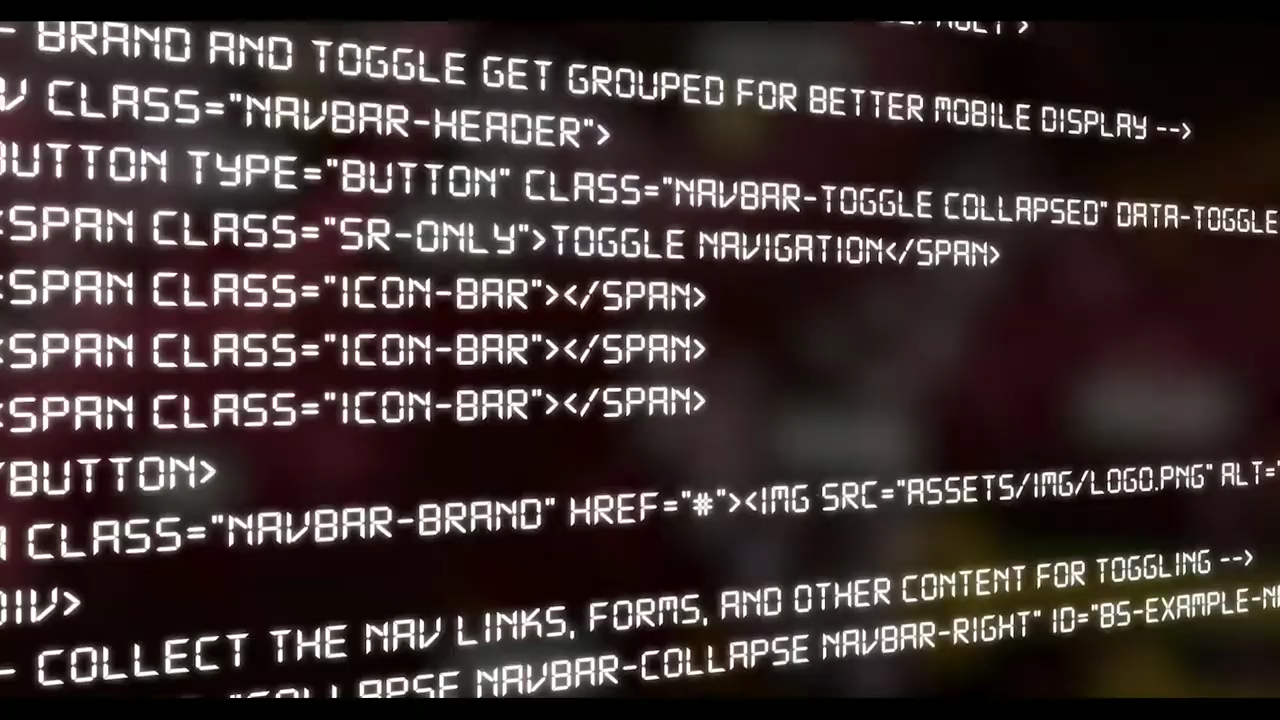 - BRAND AND TOGGLE GET GROUPED FOR BETTER MOBILE DISPLAY -->
CLASS="NAVBAR-HEADER">
BUTTON TYPE="BUTTON" CLASS="NAVBAR-TOGGLE COLLAPSED" DATA-TOGGLE
<SPAN CLASS="SR-ONLY">TOGGLE NAVIGATION</SPAN>
<SPAN CLASS="ICON-BAR"></SPAN>
<SPAN CLASS="ICON-BAR"></SPAN>
<SPAN CLASS="ICON-BAR"></SPAN>
/BUTTON>
CLASS="NAVBAR-BRAND" HREF="#"><IMG SRC="ASSETS/IMG/LOGO.PNG" ALT="
DIV>
- COLLECT THE NAV LINKS, FORMS, AND OTHER CONTENT FOR TOGGLING -->
"COLLAPSE NAVBAR-COLLAPSE NAVBAR-RIGHT" ID="BS-EXAMPLE-N